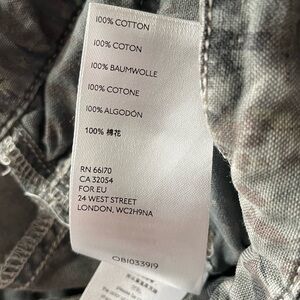 100% COTTON
100% COTON
100% BAUMWOLLE
100% COTONE
100% ALGODÓN
100% 棉花
RN 66170
CA 32054
FOR EU
24 WEST STREET
LONDON, WC2H9NA
OBI033919